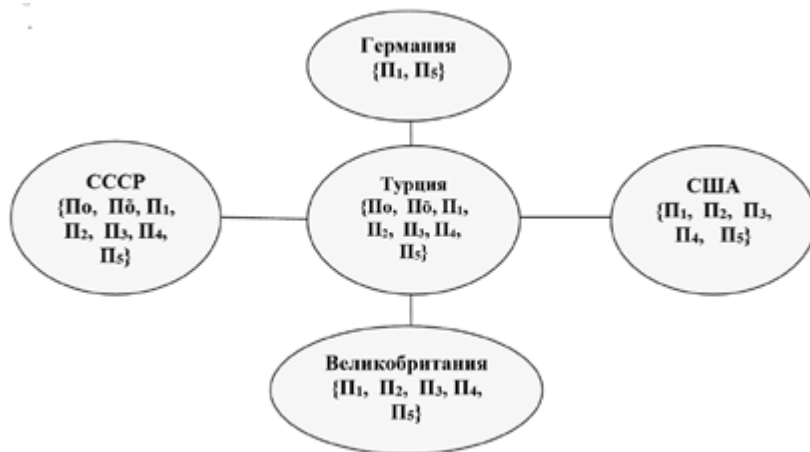 Германия
{П₁, П₅}
СССР
{По, Пō, П₁,
П₂, П₃, П₄,
П₅}
Турция
{По, Пō, П₁,
П₂, П₃, П₄,
П₅}
США
{П₁, П₂, П₃,
П₄, П₅}
Великобритания
{П₁, П₂, П₃, П₄,
П₅}